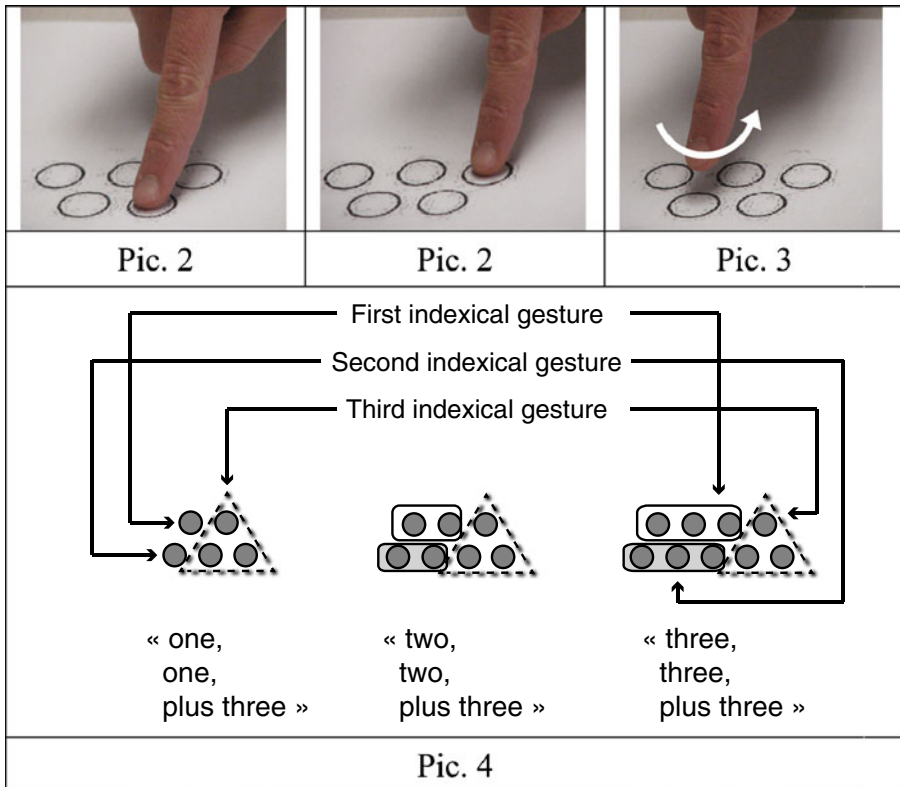 Pic. 2
Pic. 2
Pic. 3
First indexical gesture
Second indexical gesture
Third indexical gesture
« one,
one,
plus three »
« two,
two,
plus three »
« three,
three,
plus three »
Pic. 4